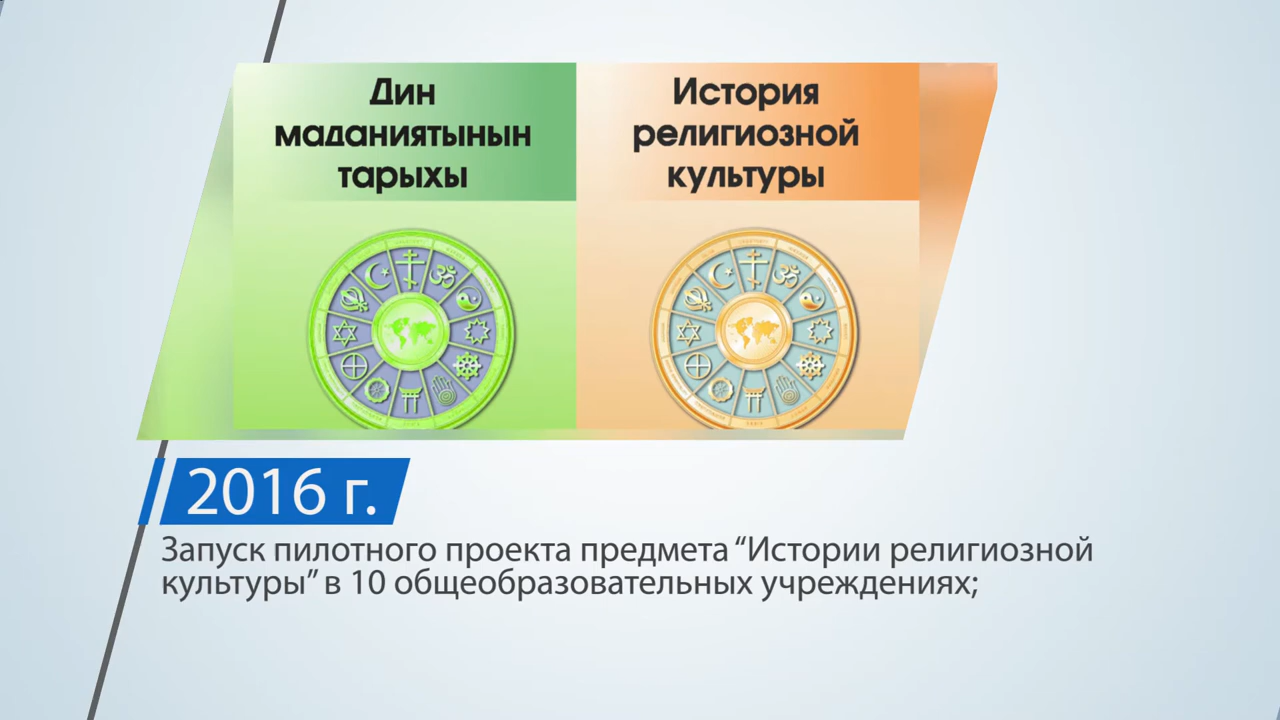 Дин
маданиятынын
тарыхы
История
религиозной
культуры
2016 г.
Запуск пилотного проекта предмета “Истории религиозной
культуры” в 10 общеобразовательных учреждениях;